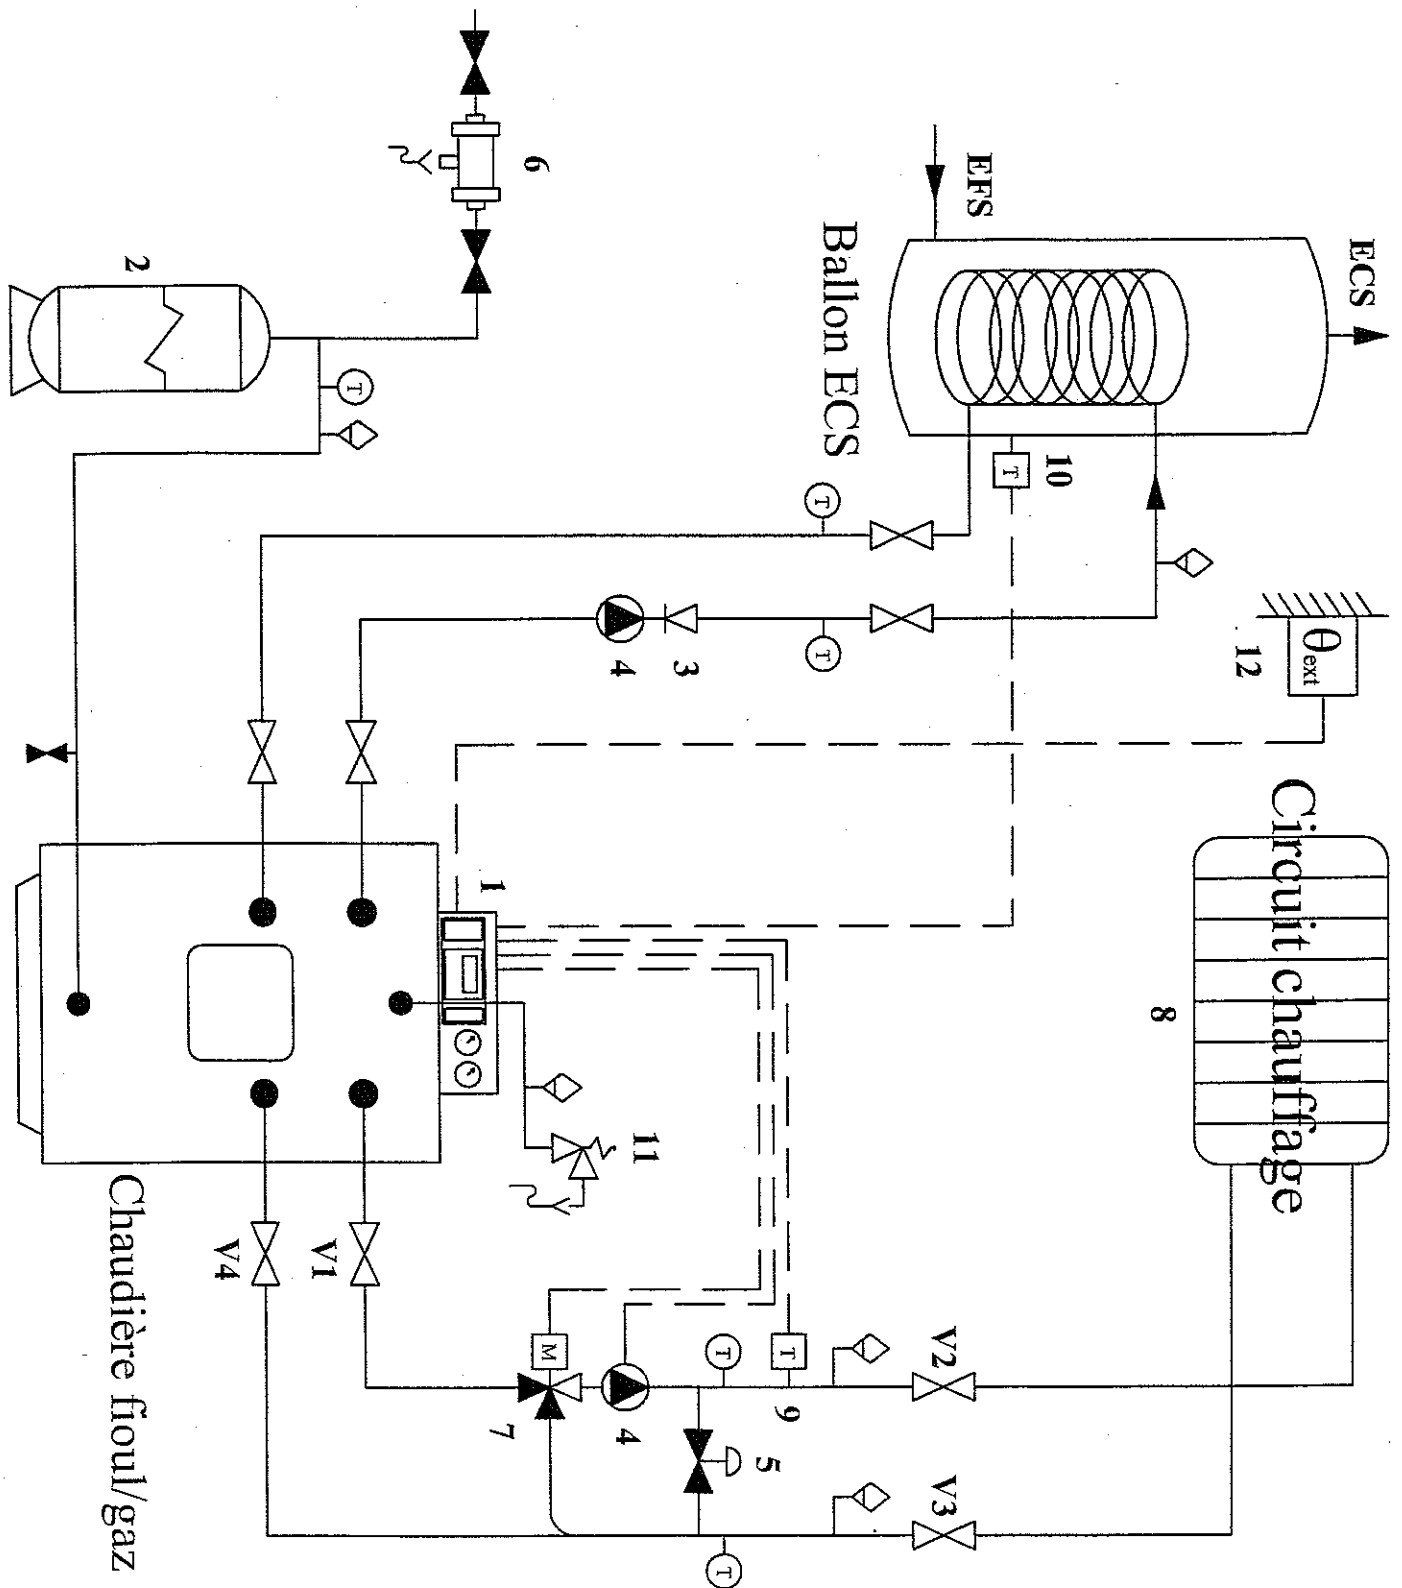 ECS
EFS
Ballon ECS
10
T
T
T
3
4
12
θext
Circuit chauffage
8
6
2
T
1
11
Chaudière fioul/gaz
V1
V4
M
7
4
T
T
9
5
V2
V3
T